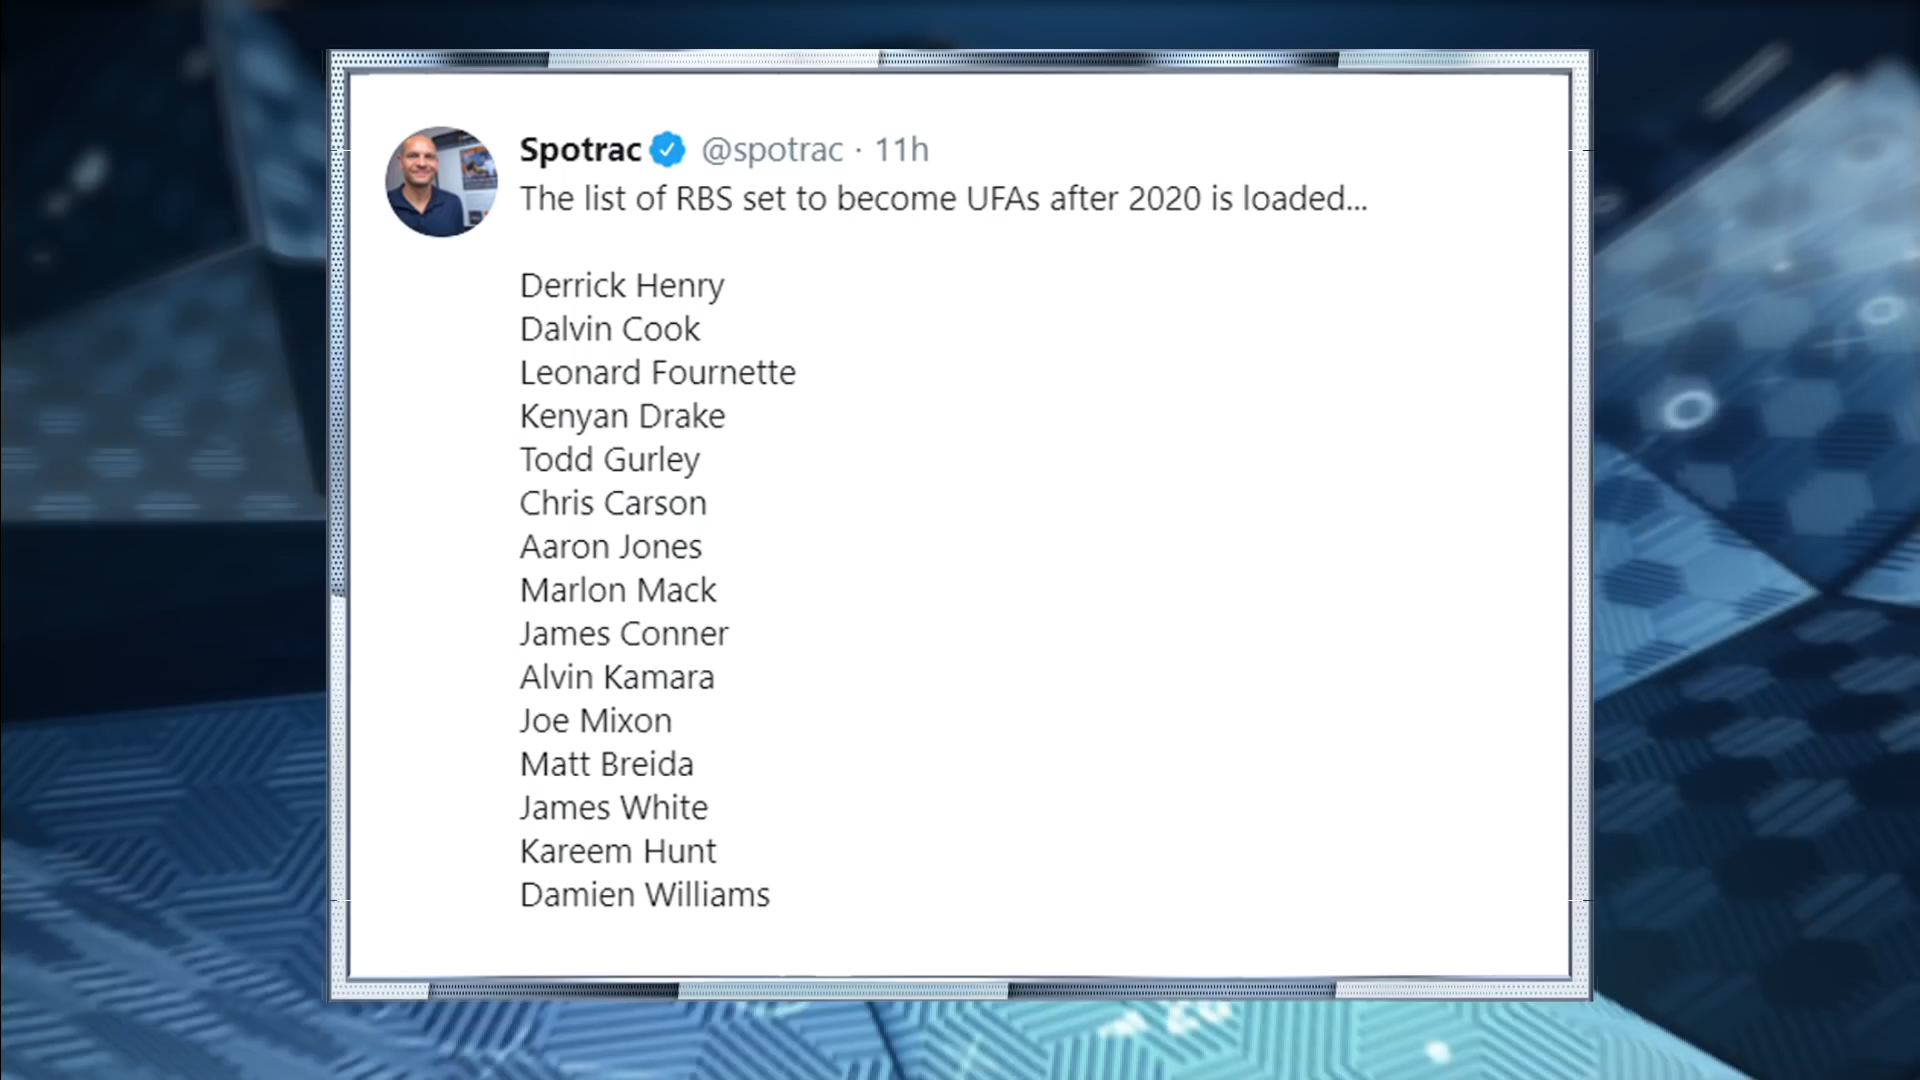 Spotrac @spotrac · 11h
The list of RBS set to become UFAs after 2020 is loaded...
Derrick Henry
Dalvin Cook
Leonard Fournette
Kenyan Drake
Todd Gurley
Chris Carson
Aaron Jones
Marlon Mack
James Conner
Alvin Kamara
Joe Mixon
Matt Breida
James White
Kareem Hunt
Damien Williams